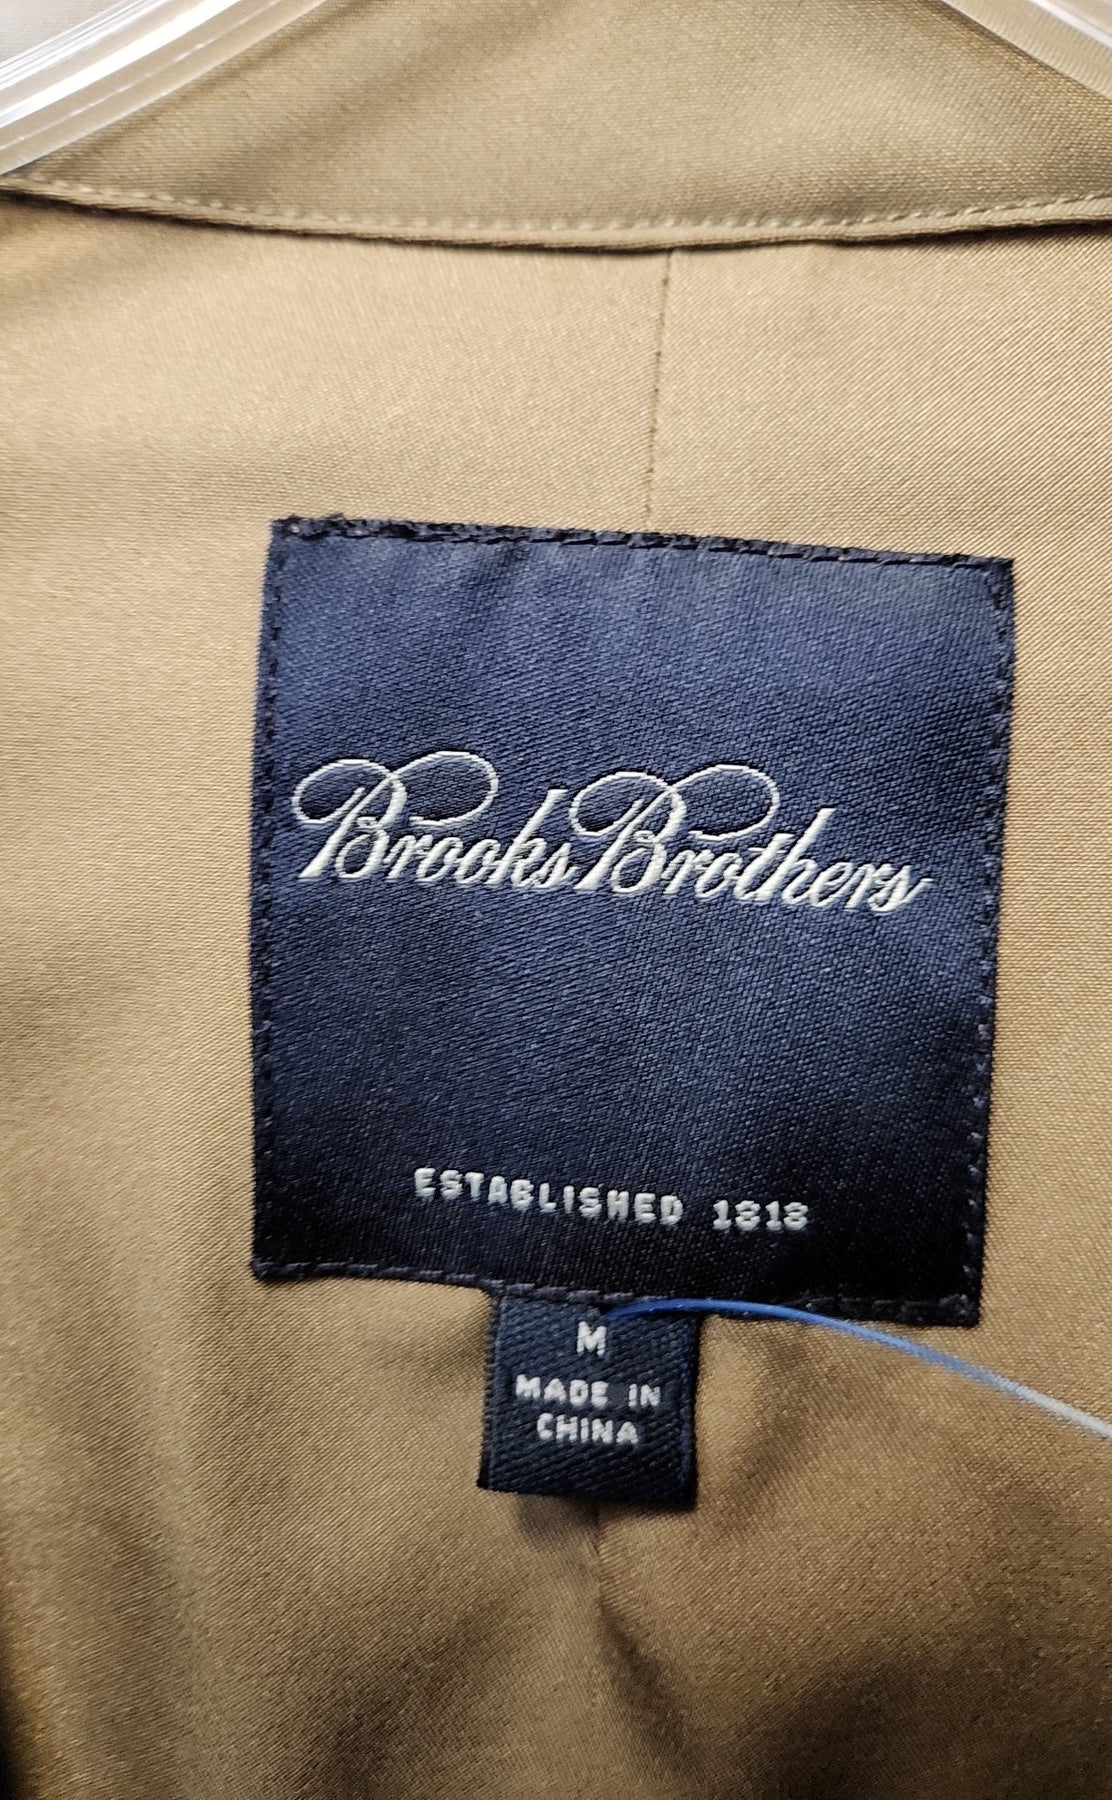 Brooks Brothers
ESTABLISHED 1818
M
MADE IN
CHINA